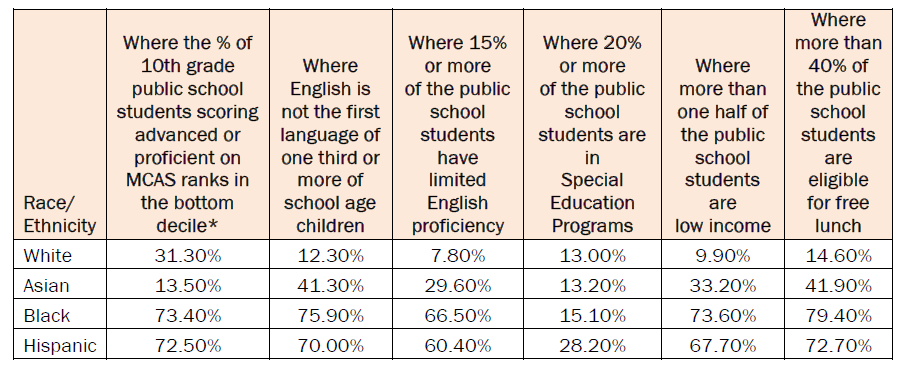 Race/
Ethnicity
Where the % of
10th grade
public school
students scoring
advanced or
proficient on
MCAS ranks in
the bottom
decile*
Where
English is
not the first
language of
one third or
more of
school age
children
Where 15%
or more
of the public
school
students
have
limited
English
proficiency
Where 20%
or more
of the public
school
students are
in
Special
Education
Programs
Where
more than
one half of
the public
school
students
are
low income
Where
more than
40% of
the public
school
students
are
eligible
for free
lunch
White 31.30% 12.30% 7.80% 13.00% 9.90% 14.60%
Asian 13.50% 41.30% 29.60% 13.20% 33.20% 41.90%
Black 73.40% 75.90% 66.50% 15.10% 73.60% 79.40%
Hispanic 72.50% 70.00% 60.40% 28.20% 67.70% 72.70%